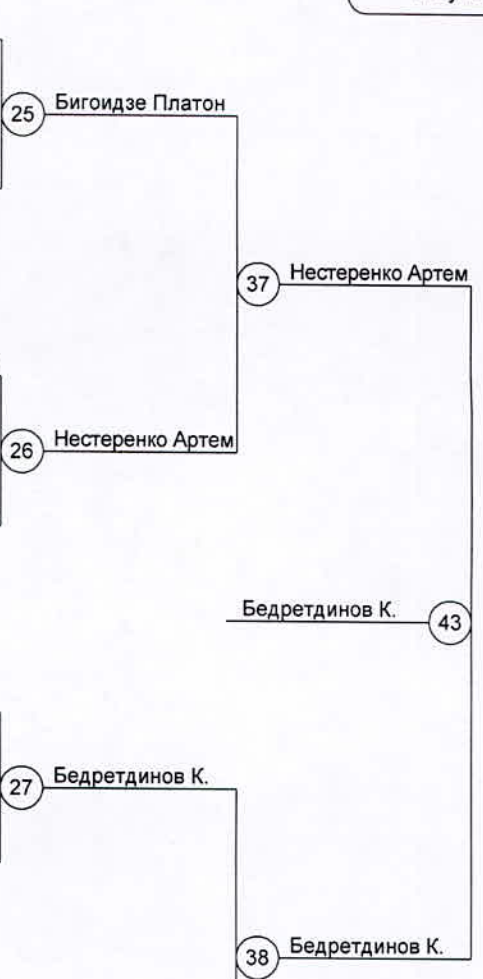 25 Бигоидзе Платон
37 Нестеренко Артем
26 Нестеренко Артем
Бедретдинов К. 43
27 Бедретдинов К.
38 Бедретдинов К.